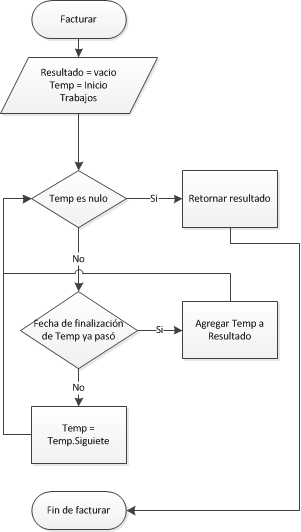 Facturar
Resultado = vacio
Temp = Inicio
Trabajos
Temp es nulo
Si
Retornar resultado
No
Fecha de finalización
de Temp ya pasó
Si
Agregar Temp a
Resultado
No
Temp =
Temp.Siguiete
Fin de facturar